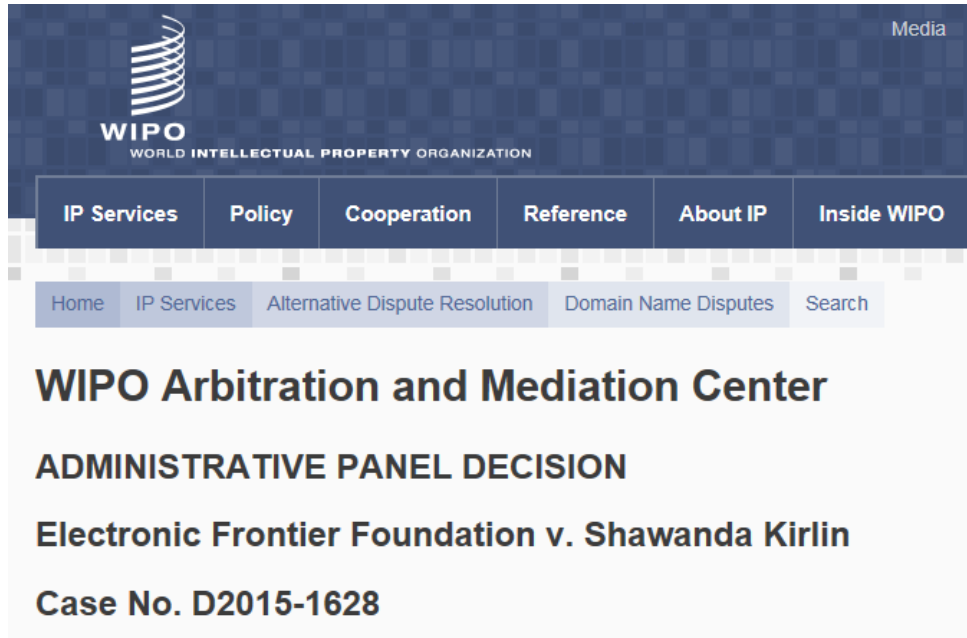 Media
WIPO
WORLD INTELLECTUAL PROPERTY ORGANIZATION
IP Services Policy Cooperation Reference About IP Inside WIPO
Home IP Services Alternative Dispute Resolution Domain Name Disputes Search
WIPO Arbitration and Mediation Center
ADMINISTRATIVE PANEL DECISION
Electronic Frontier Foundation v. Shawanda Kirlin
Case No. D2015-1628